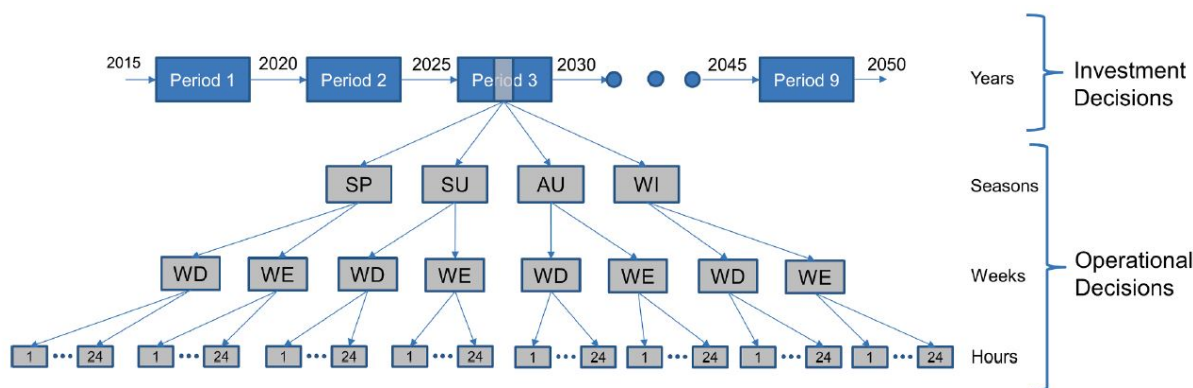 2015 Period 1 2020 Period 2 2025 Period 3 2030 2045 Period 9 2050 Years
Investment
Decisions
SP SU AU WI Seasons
WD WE WD WE WD WE WD WE Weeks
Operational
Decisions
1 ••• 24 1 ••• 24 1 ••• 24 1 ••• 24 1 ••• 24 1 ••• 24 1 ••• 24 1 ••• 24 Hours